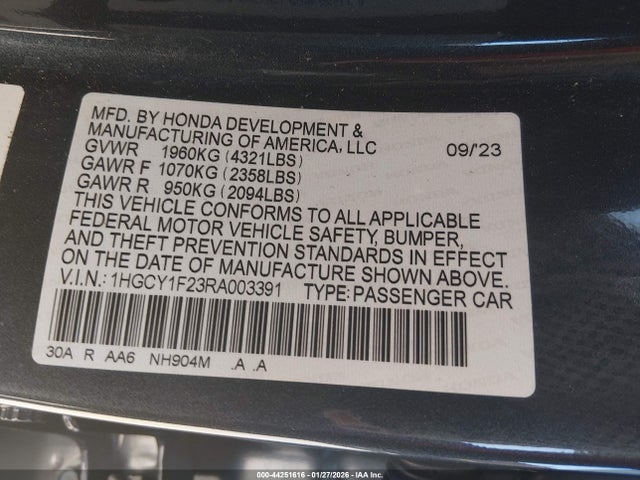 MFD. BY HONDA DEVELOPMENT &
MANUFACTURING OF AMERICA, LLC 09/'23
GVWR 1960KG (4321LBS)
GAWR F 1070KG (2358LBS)
GAWR R 950KG (2094LBS)
THIS VEHICLE CONFORMS TO ALL APPLICABLE
FEDERAL MOTOR VEHICLE SAFETY, BUMPER,
AND THEFT PREVENTION STANDARDS IN EFFECT
ON THE DATE OF MANUFACTURE SHOWN ABOVE.
V.I.N.: 1HGCY1F23RA003391 TYPE: PASSENGER CAR
30A R AA6 NH904M .A .A
000-44251616 - 01/27/2026 - IAA Inc.